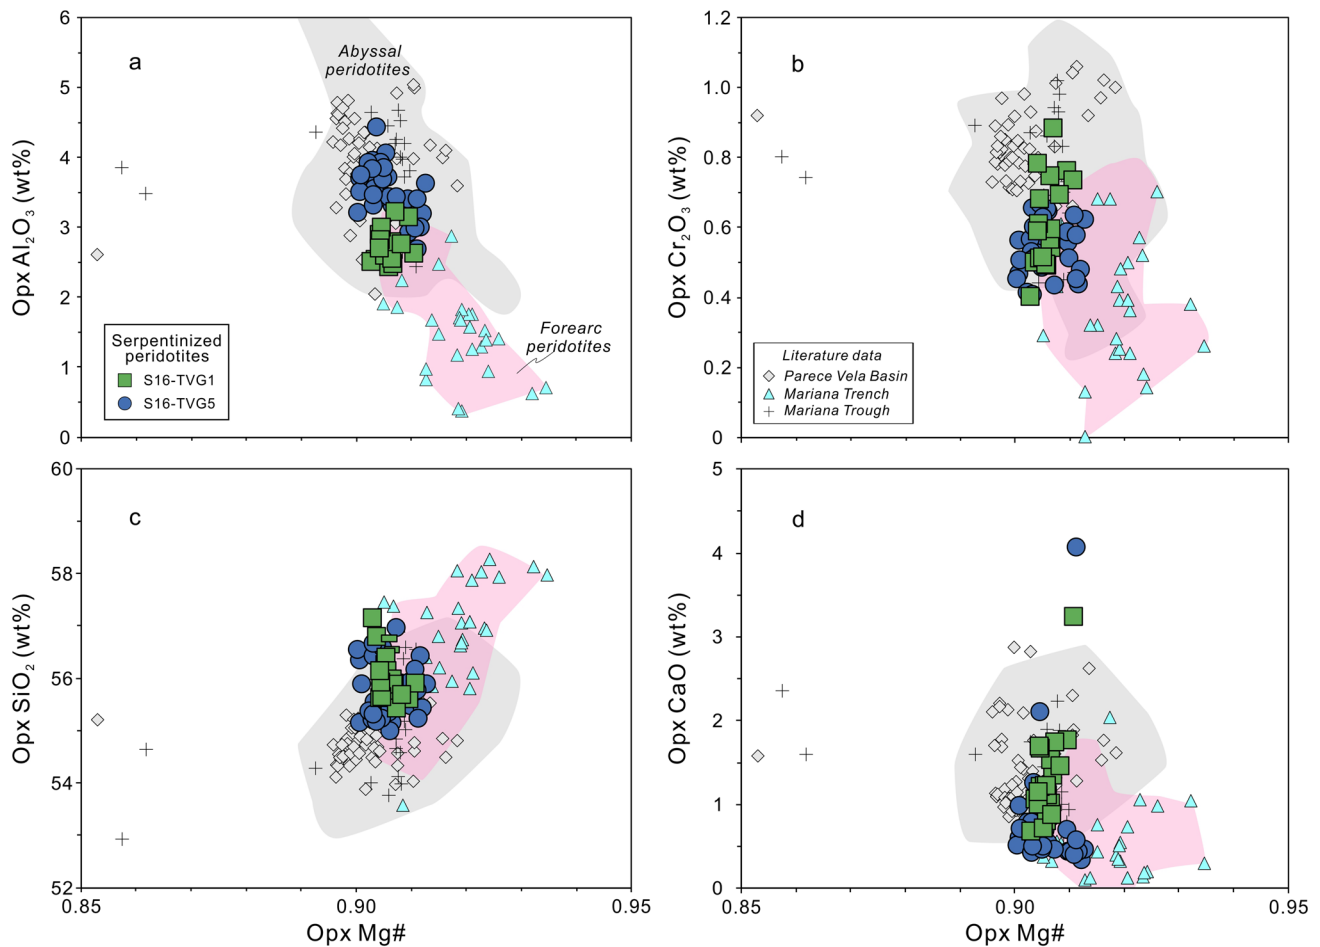 6
5
4
3
2
1
0
Opx Al₂O₃ (wt%)
a
Abyssal
peridotites
Forearc
peridotites
Serpentinized
peridotites
S16-TVG1
S16-TVG5
1.2
1.0
0.8
0.6
0.4
0.2
0
Opx Cr₂O₃ (wt%)
b
Literature data
Parece Vela Basin
Mariana Trench
Mariana Trough
60
58
56
54
52
Opx SiO₂ (wt%)
c
0.85
0.90
0.95
Opx Mg#
5
4
3
2
1
0
Opx CaO (wt%)
d
0.85
0.90
0.95
Opx Mg#